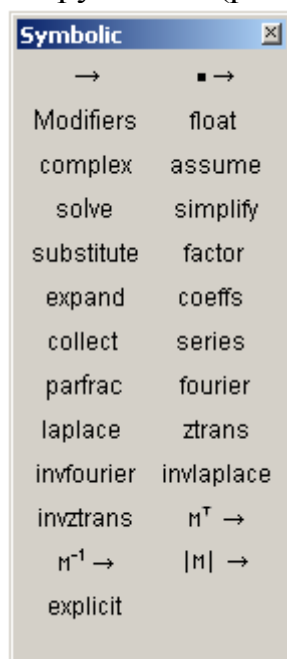 Symbolic
→ ▪ →
Modifiers float
complex assume
solve simplify
substitute factor
expand coeffs
collect series
parfrac fourier
laplace ztrans
invfourier invlaplace
invztrans Mᵀ →
M⁻¹ → |M| →
explicit